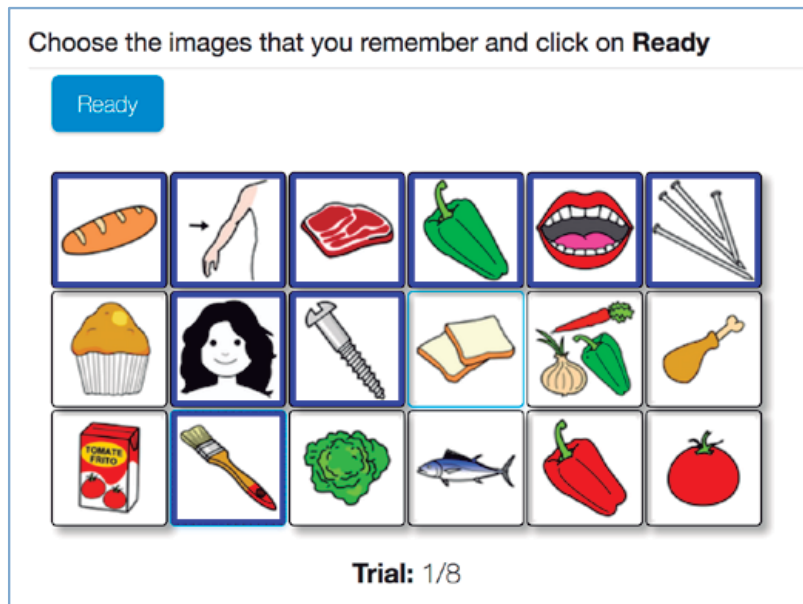 Choose the images that you remember and click on Ready
Ready
TOMATE
FRITO
Trial: 1/8